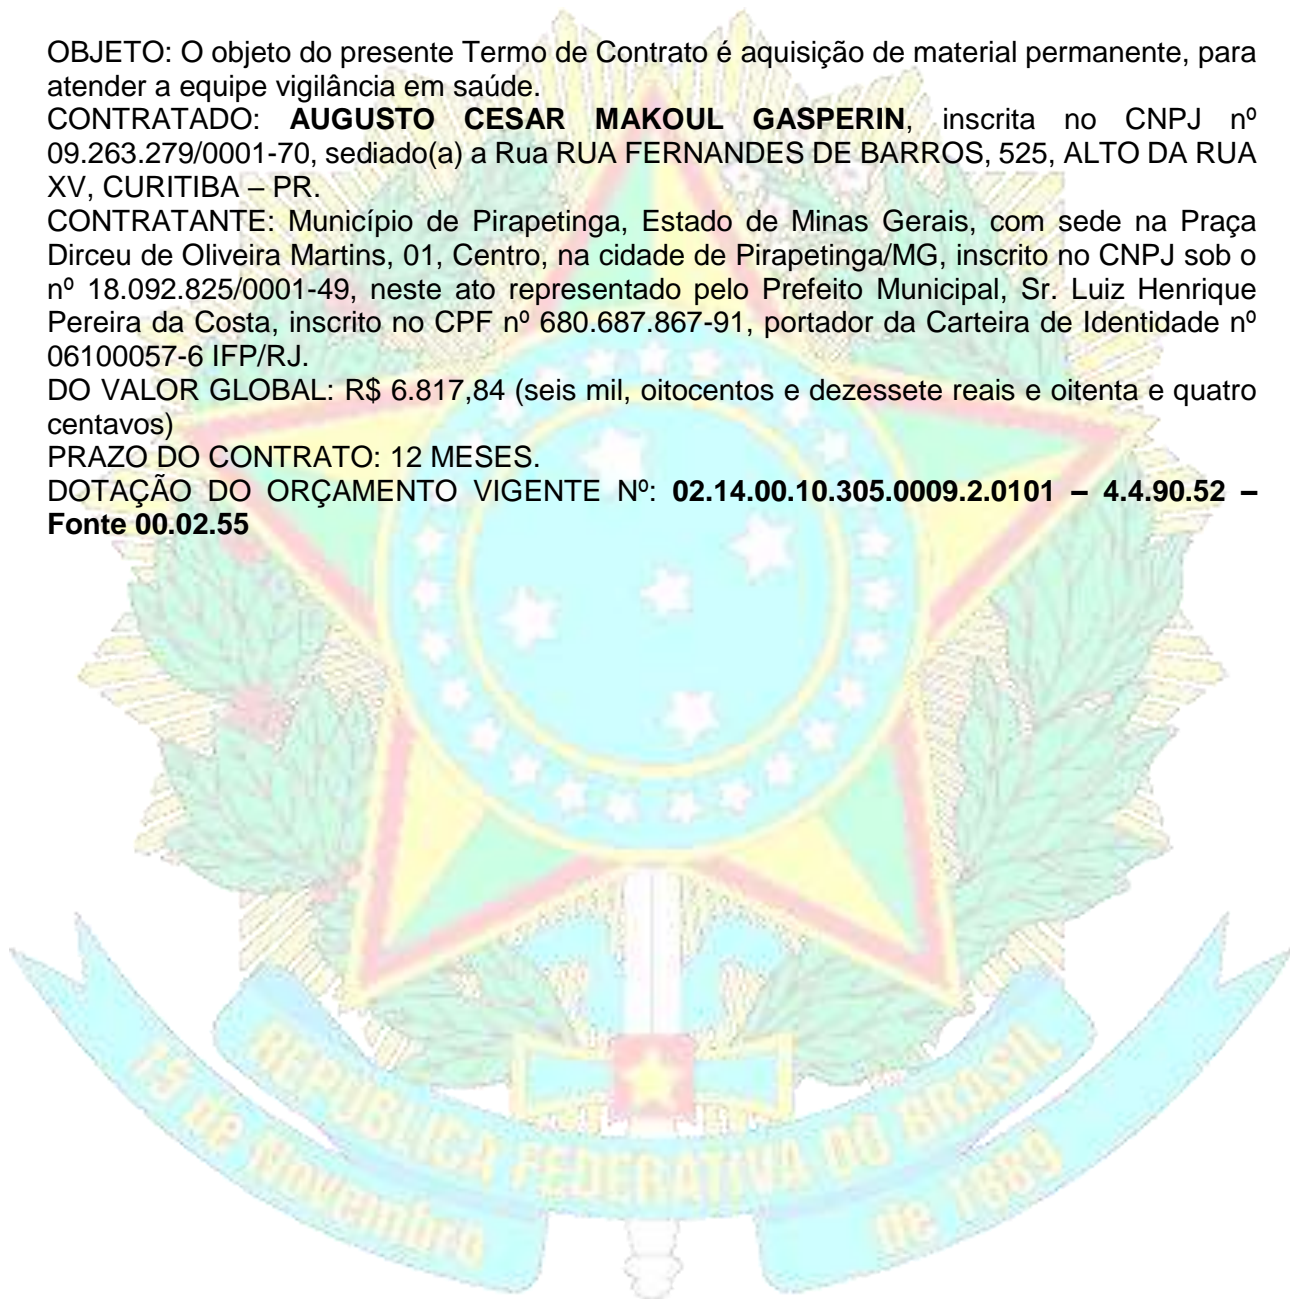 OBJETO: O objeto do presente Termo de Contrato é aquisição de material permanente, para
atender a equipe vigilância em saúde.
CONTRATADO: AUGUSTO CESAR MAKOUL GASPERIN, inscrita no CNPJ nº
09.263.279/0001-70, sediado(a) a Rua RUA FERNANDES DE BARROS, 525, ALTO DA RUA
XV, CURITIBA – PR.
CONTRATANTE: Município de Pirapetinga, Estado de Minas Gerais, com sede na Praça
Dirceu de Oliveira Martins, 01, Centro, na cidade de Pirapetinga/MG, inscrito no CNPJ sob o
nº 18.092.825/0001-49, neste ato representado pelo Prefeito Municipal, Sr. Luiz Henrique
Pereira da Costa, inscrito no CPF nº 680.687.867-91, portador da Carteira de Identidade nº
06100057-6 IFP/RJ.
DO VALOR GLOBAL: R$ 6.817,84 (seis mil, oitocentos e dezessete reais e oitenta e quatro
centavos)
PRAZO DO CONTRATO: 12 MESES.
DOTAÇÃO DO ORÇAMENTO VIGENTE Nº: 02.14.00.10.305.0009.2.0101 – 4.4.90.52 –
Fonte 00.02.55
REPÚBLICA FEDERATIVA DO BRASIL
15 de Novembro
de 1889